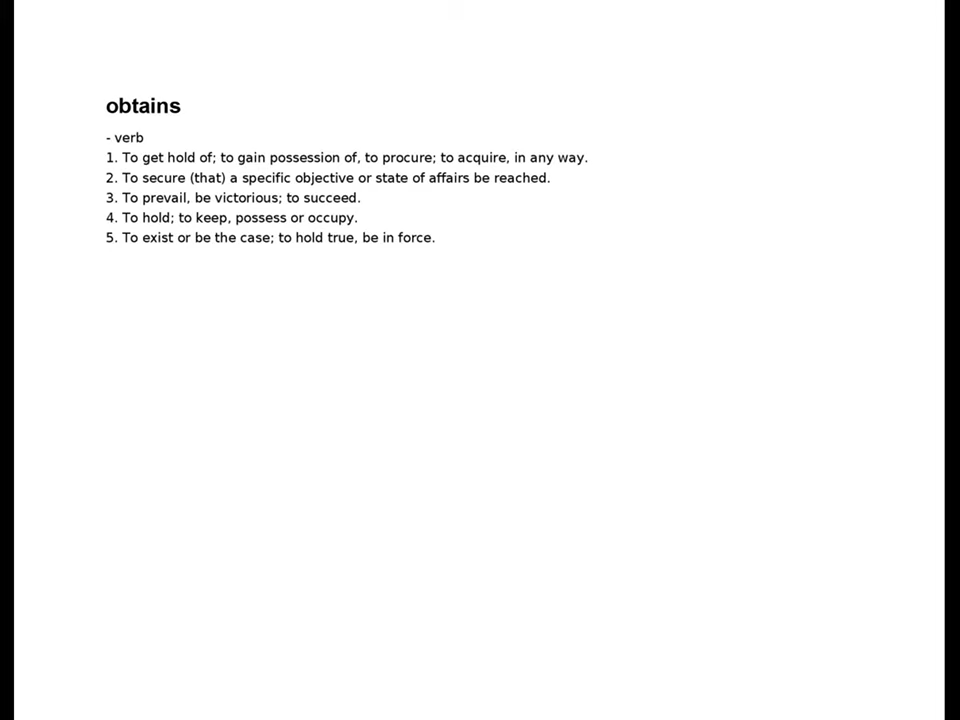 obtains
- verb
1. To get hold of; to gain possession of, to procure; to acquire, in any way.
2. To secure (that) a specific objective or state of affairs be reached.
3. To prevail, be victorious; to succeed.
4. To hold; to keep, possess or occupy.
5. To exist or be the case; to hold true, be in force.